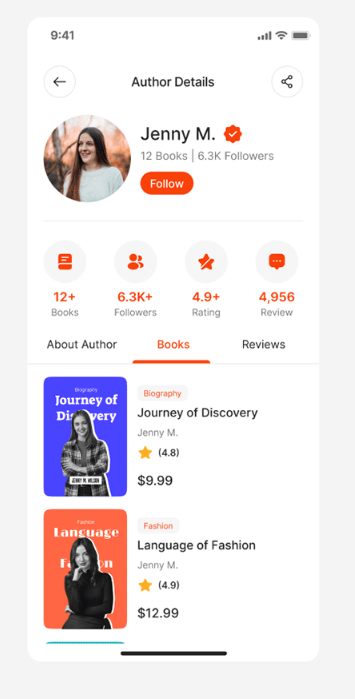 9:41
Author Details
Jenny M.
12 Books | 6.3K Followers
Follow
12+
Books
6.3K+
Followers
4.9+
Rating
4,956
Review
About Author
Books
Reviews
Biography
Journey of
Discovery
JENNY M. WILSON
Biography
Journey of Discovery
Jenny M.
(4.8)
$9.99
Fashion
Language
Fashion
Fashion
Language of Fashion
Jenny M.
(4.9)
$12.99